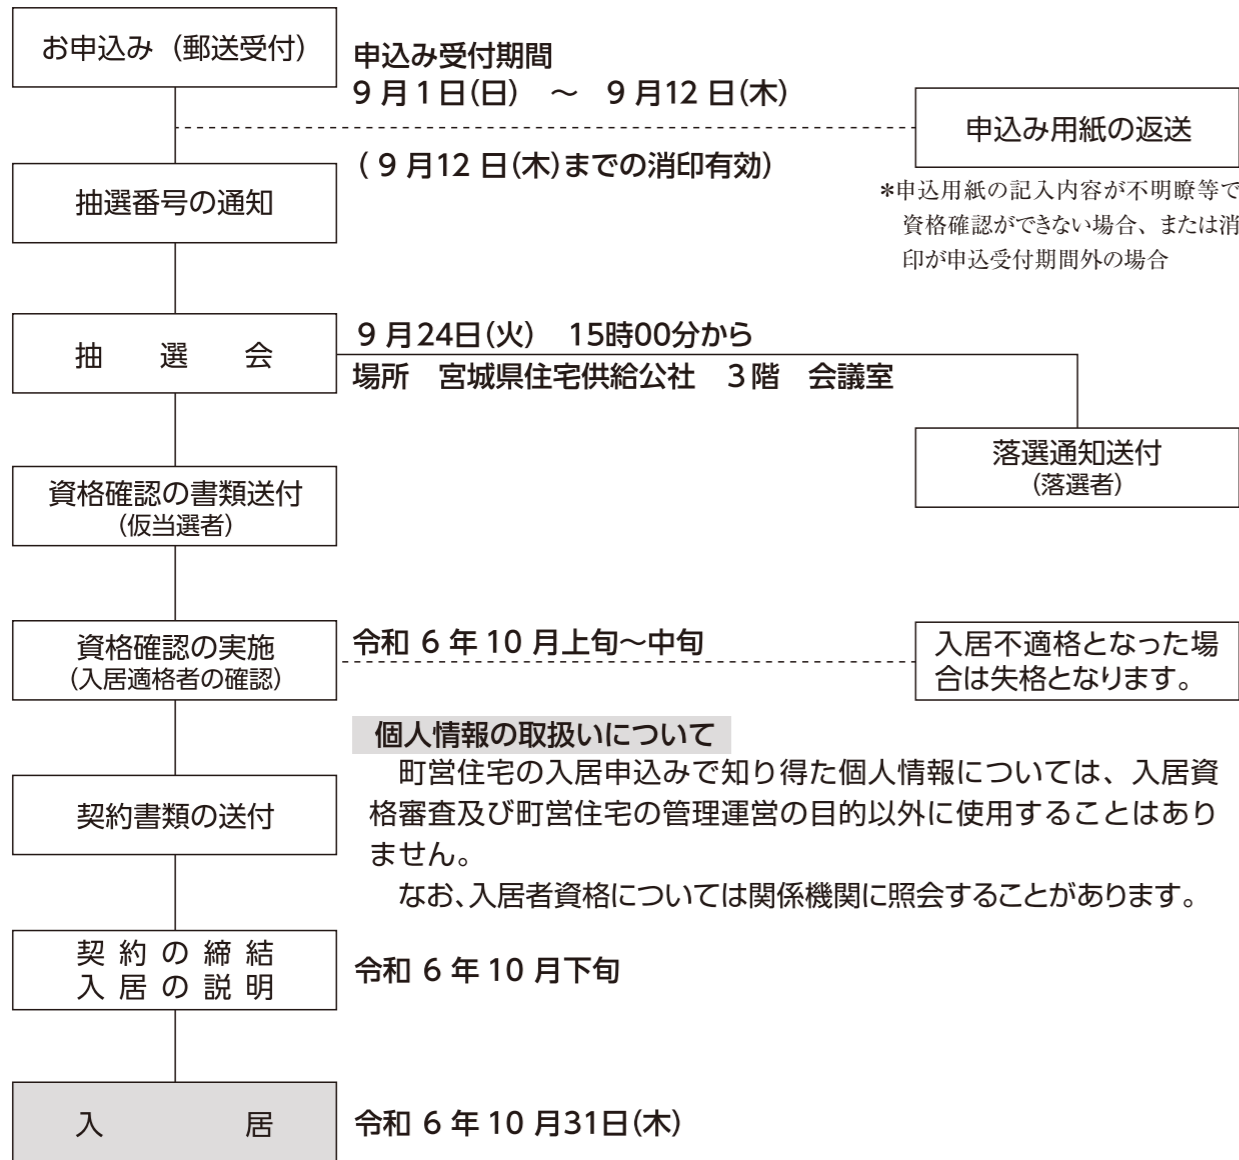 お申込み（郵送受付）
申込み受付期間
9月1日(日)　～　9月12日(木)
申込み用紙の返送
(9月12日(木)までの消印有効)
抽選番号の通知
*申込用紙の記入内容が不明瞭等で
資格確認ができない場合、または消
印が申込受付期間外の場合
抽　選　会
9月24日(火)　15時00分から
場所　宮城県住宅供給公社　3階　会議室
落選通知送付
(落選者)
資格確認の書類送付
(仮当選者)
資格確認の実施
(入居適格者の確認)
令和6年10月上旬～中旬
入居不適格となった場
合は失格となります。
個人情報の取扱いについて
町営住宅の入居申込みで知り得た個人情報については、入居資
格審査及び町営住宅の管理運営の目的以外に使用することはあり
ません。
なお、入居者資格については関係機関に照会することがあります。
契約書類の送付
契約の締結
入居の説明
令和6年10月下旬
入　居
令和6年10月31日(木)